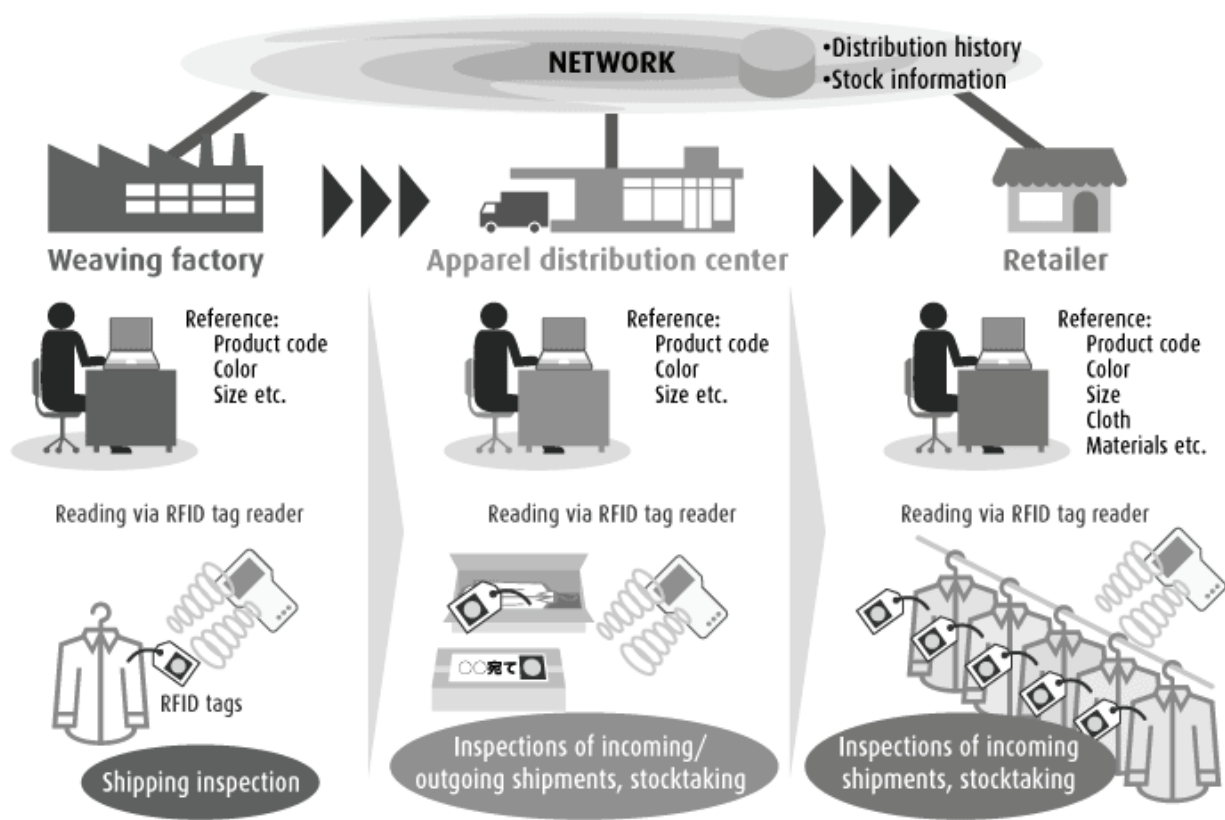 NETWORK
•Distribution history
•Stock information
Weaving factory
Apparel distribution center
Retailer
Reference:
Product code
Color
Size etc.
Reference:
Product code
Color
Size etc.
Reference:
Product code
Color
Size
Cloth
Materials etc.
Reading via RFID tag reader
Reading via RFID tag reader
Reading via RFID tag reader
RFID tags
〇〇宛て
Shipping inspection
Inspections of incoming/
outgoing shipments, stocktaking
Inspections of incoming
shipments, stocktaking